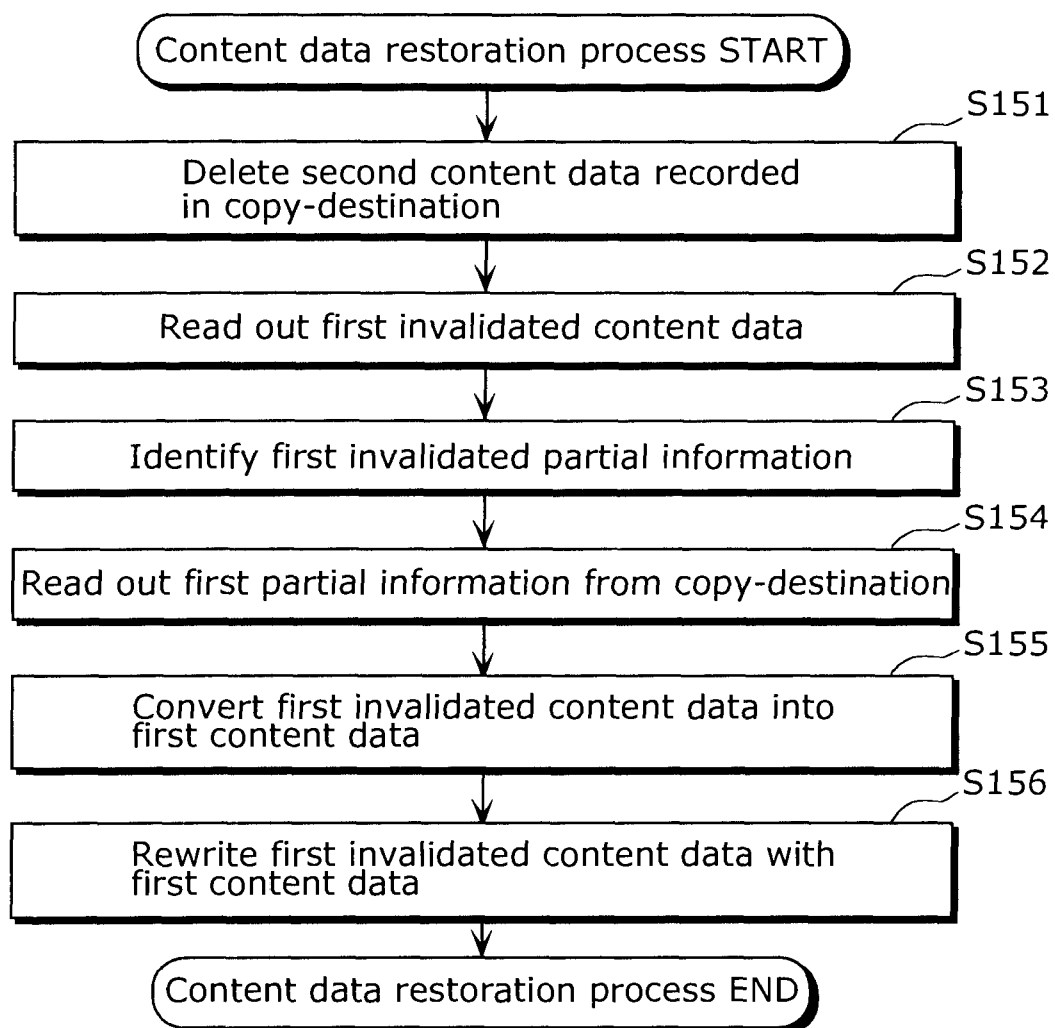 Content data restoration process START
S151
Delete second content data recorded
in copy-destination
S152
Read out first invalidated content data
S153
Identify first invalidated partial information
S154
Read out first partial information from copy-destination
S155
Convert first invalidated content data into
first content data
S156
Rewrite first invalidated content data with
first content data
Content data restoration process END